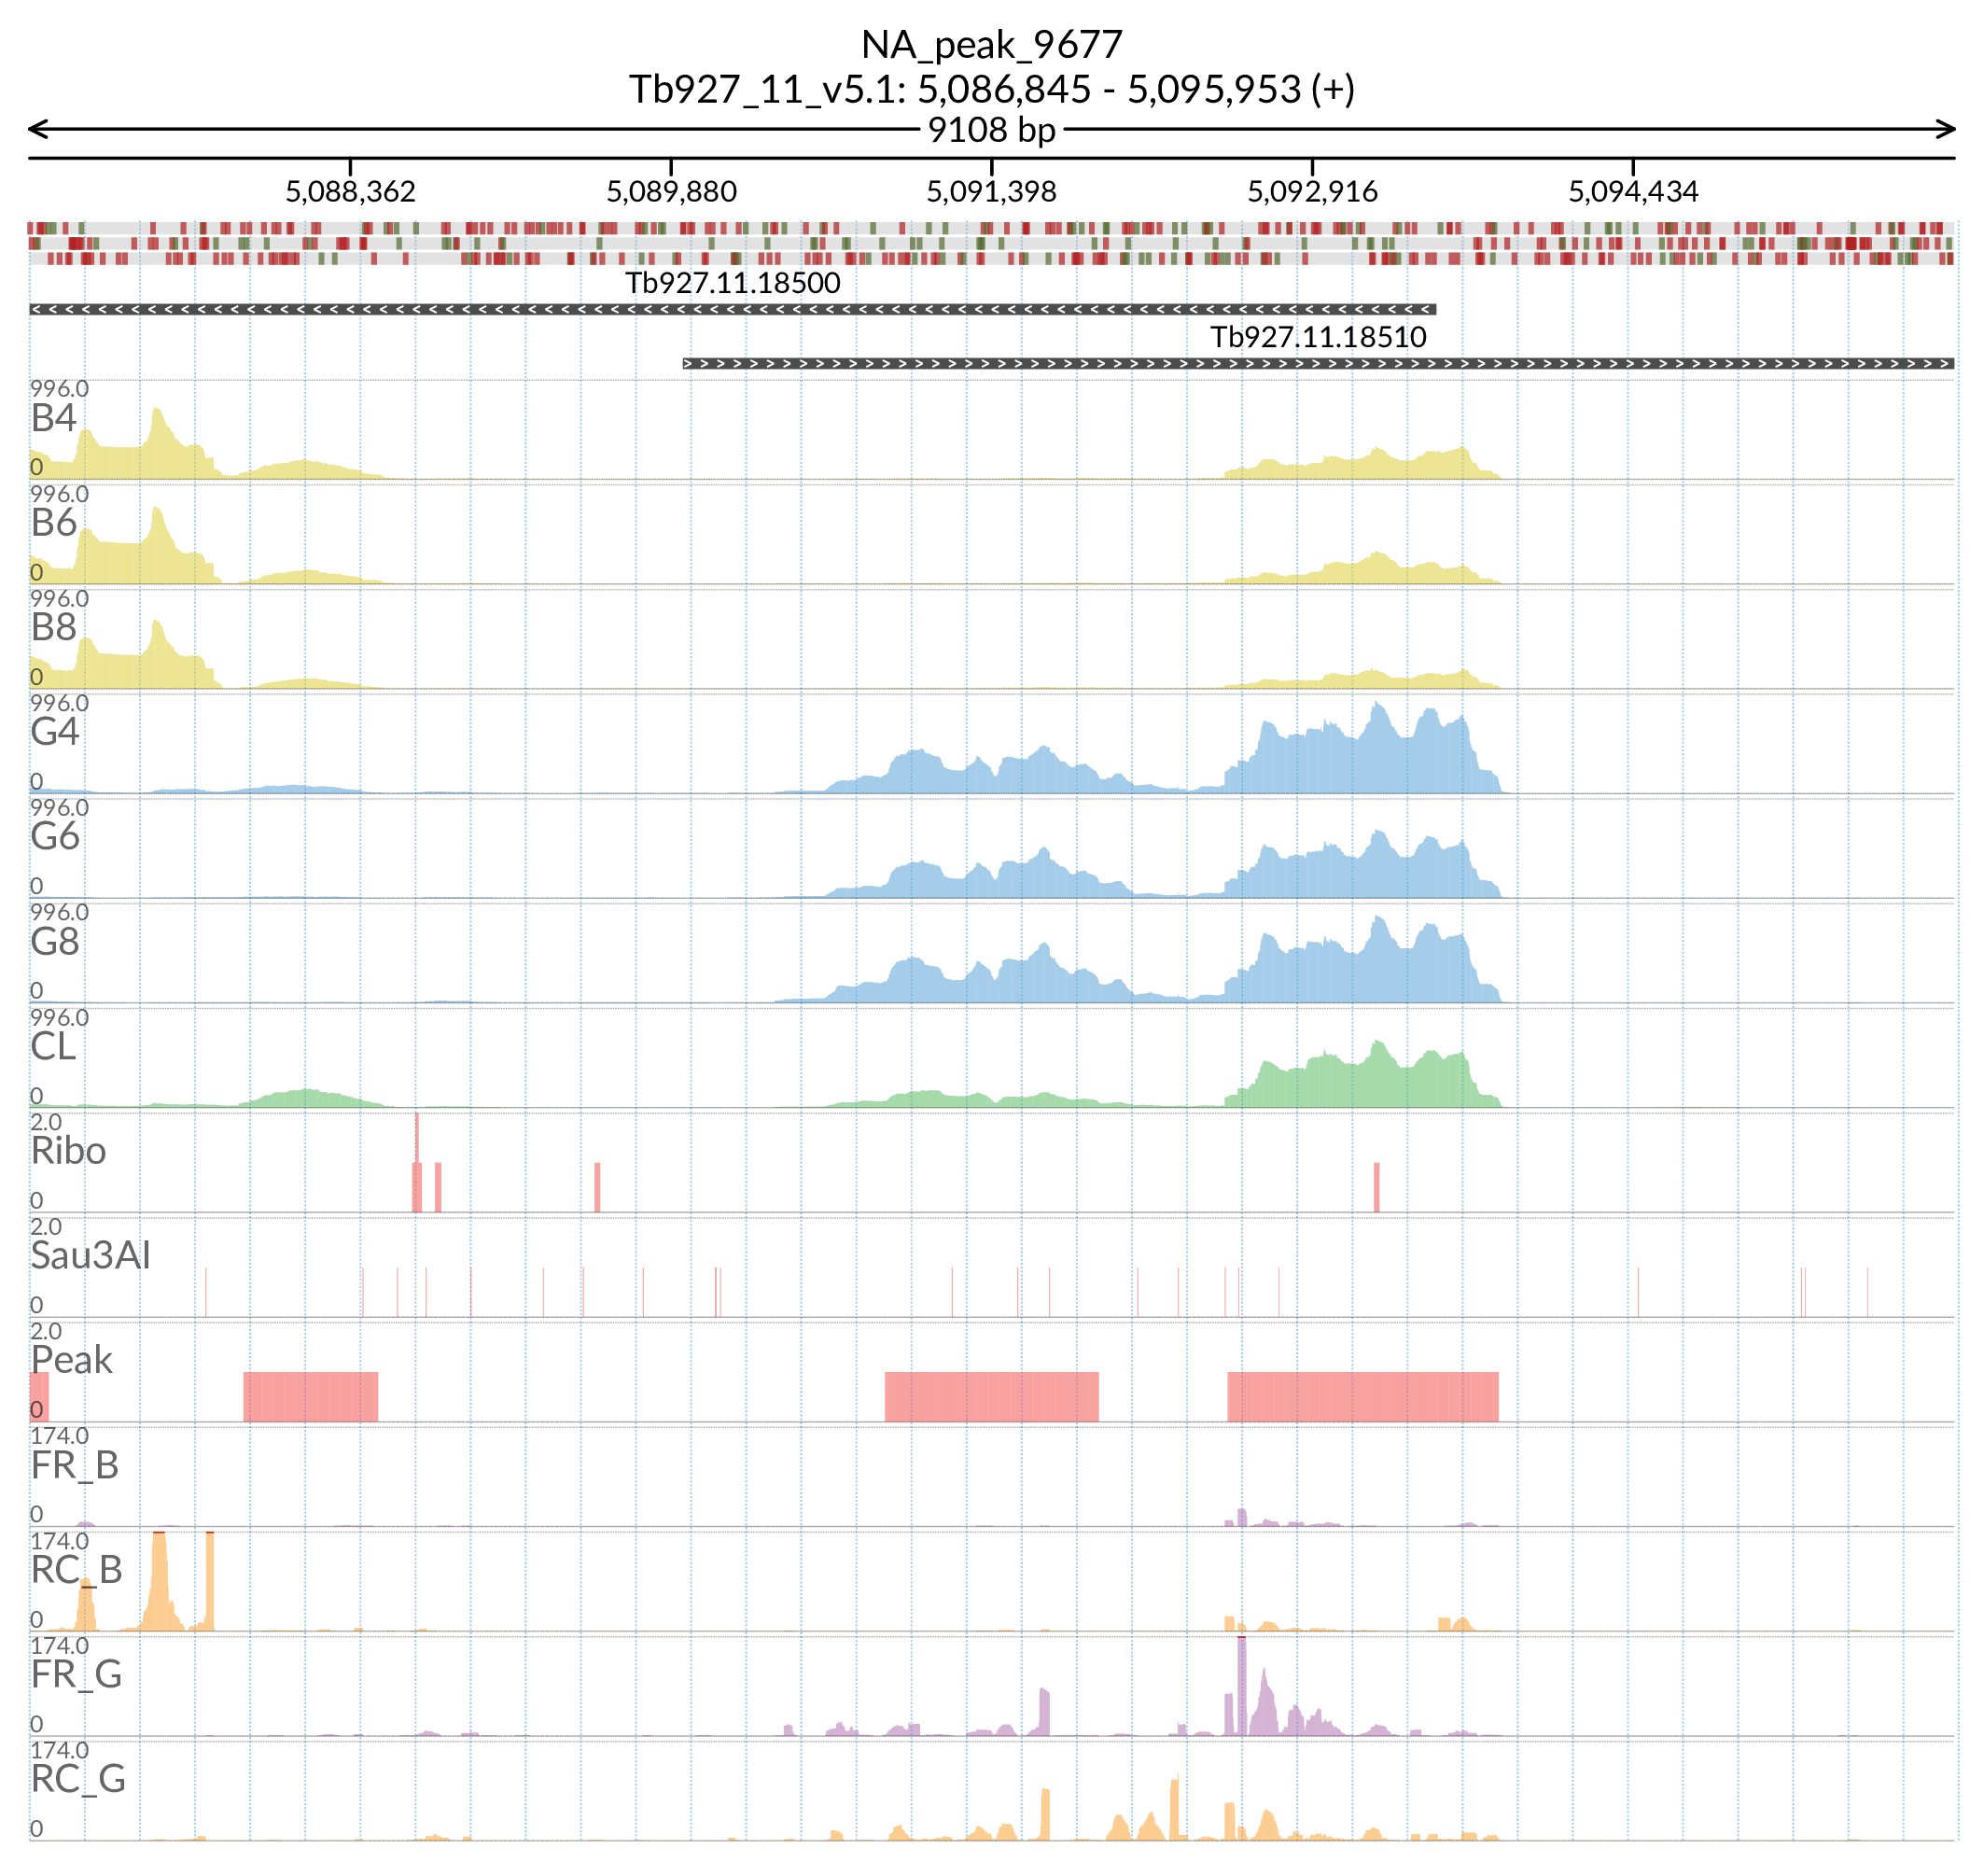 NA_peak_9677
Tb927_11_v5.1: 5,086,845 - 5,095,953 (+)
9108 bp
5,088,362 5,089,880 5,091,398 5,092,916 5,094,434
Tb927.11.18500
Tb927.11.18510
996.0
B4
0
996.0
B6
0
996.0
B8
0
996.0
G4
0
996.0
G6
0
996.0
G8
0
996.0
CL
0
2.0
Ribo
0
2.0
Sau3AI
0
2.0
Peak
0
174.0
FR_B
0
174.0
RC_B
0
174.0
FR_G
0
174.0
RC_G
0